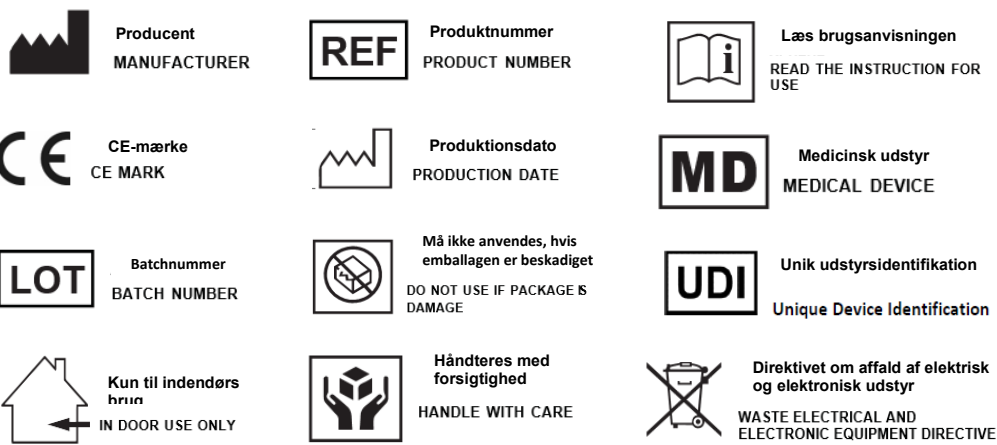 Producent
MANUFACTURER
REF
Produktnummer
PRODUCT NUMBER
i
Læs brugsanvisningen
READ THE INSTRUCTION FOR
USE
CE
CE-mærke
CE MARK
Produktionsdato
PRODUCTION DATE
MD
Medicinsk udstyr
MEDICAL DEVICE
LOT
Batchnummer
BATCH NUMBER
Må ikke anvendes, hvis
emballagen er beskadiget
DO NOT USE IF PACKAGE IS
DAMAGE
UDI
Unik udstyrsidentifikation
Unique Device Identification
Kun til indendørs
brug
IN DOOR USE ONLY
Håndteres med
forsigtighed
HANDLE WITH CARE
Direktivet om affald af elektrisk
og elektronisk udstyr
WASTE ELECTRICAL AND
ELECTRONIC EQUIPMENT DIRECTIVE